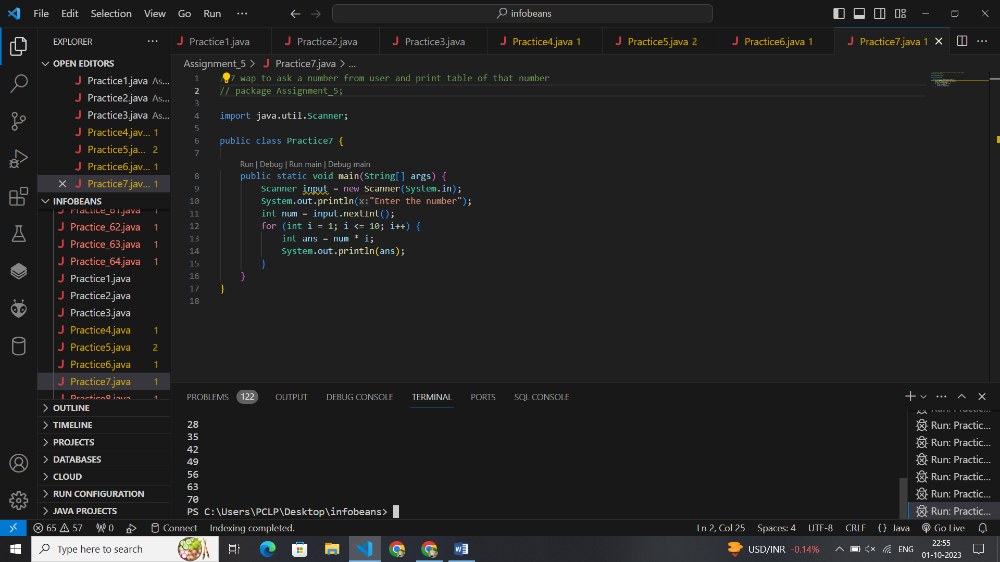 File Edit Selection View Go Run ··· infobeans
EXPLORER ···
OPEN EDITORS
Practice1.java As...
Practice2.java As...
Practice3.java As...
Practice4.jav... 1
Practice5.ja... 2
Practice6.jav... 1
Practice7.jav... 1
INFOBEANS
Practice_61.java 1
Practice_62.java 1
Practice_63.java 1
Practice_64.java 1
Practice1.java
Practice2.java
Practice3.java
Practice4.java 1
Practice5.java 2
Practice6.java 1
Practice7.java 1
Practice8.java 1
OUTLINE
TIMELINE
PROJECTS
DATABASES
CLOUD
RUN CONFIGURATION
JAVA PROJECTS
Practice1.java Practice2.java Practice3.java Practice4.java 1 Practice5.java 2 Practice6.java 1 Practice7.java 1
Assignment_5 > Practice7.java > ...
1 7 wap to ask a number from user and print table of that number
2 // package Assignment_5;
3
4 import java.util.Scanner;
5
6 public class Practice7 {
7
Run | Debug | Run main | Debug main
8 public static void main(String[] args) {
9 Scanner input = new Scanner(System.in);
10 System.out.println(x:"Enter the number");
11 int num = input.nextInt();
12 for (int i = 1; i <= 10; i++) {
13 int ans = num * i;
14 System.out.println(ans);
15 }
16 }
17 }
18
PROBLEMS 122 OUTPUT DEBUG CONSOLE TERMINAL PORTS SQL CONSOLE
28
35
42
49
56
63
70
PS C:\Users\PCLP\Desktop\infobeans>
Run: Practic...
Run: Practic...
Run: Practic...
Run: Practic...
Run: Practic...
Run: Practic...
Run: Practic...
65 57 0 Connect Indexing completed. Ln 2, Col 25 Spaces: 4 UTF-8 CRLF {} Java Go Live
Type here to search USD/INR -0.14% ENG 22:55
01-10-2023